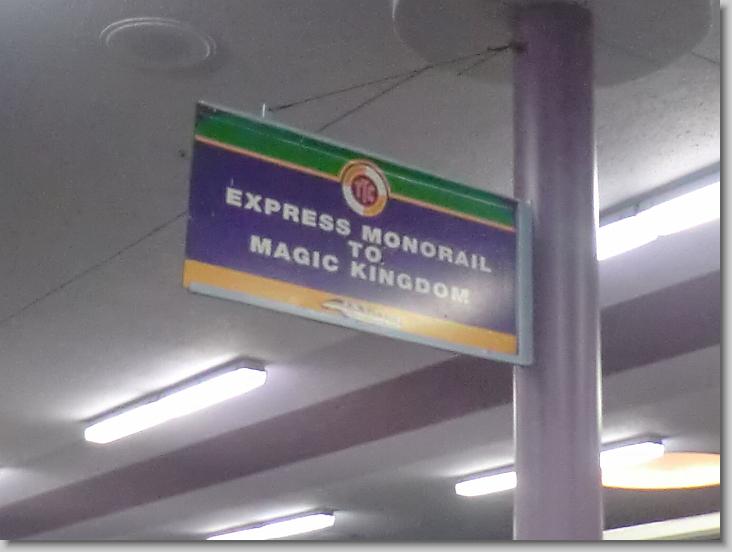 TTC
EXPRESS MONORAIL
TO
MAGIC KINGDOM